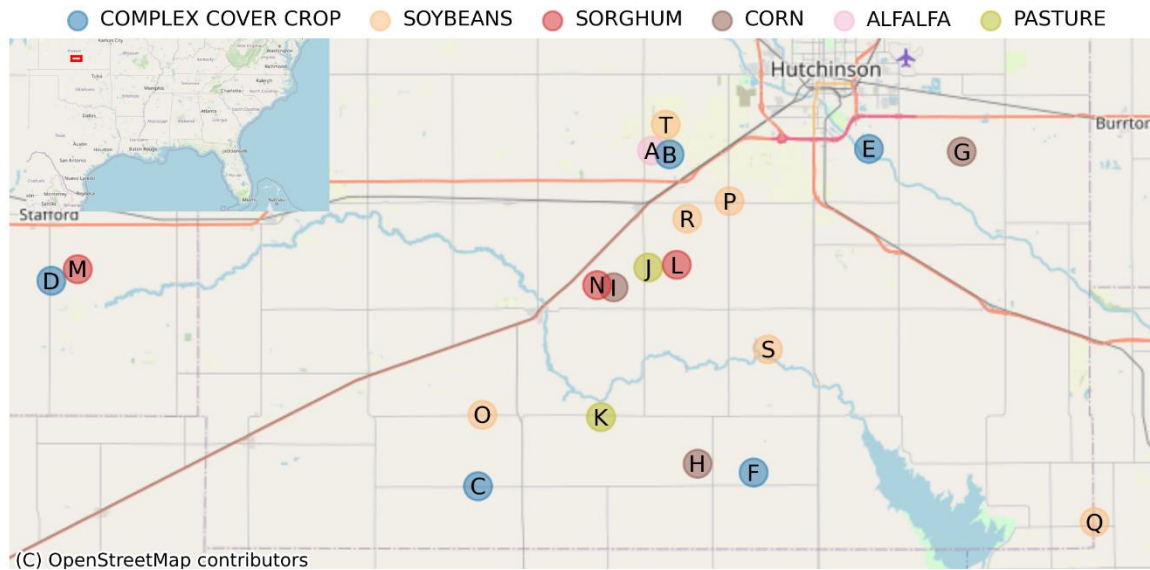 COMPLEX COVER CROP SOYBEANS SORGHUM CORN ALFALFA PASTURE
Hutchinson
Burrton
T
A B
E
G
Stafford
P
R
D M
J L
N I
S
O
K
H
F
C
Q
(C) OpenStreetMap contributors